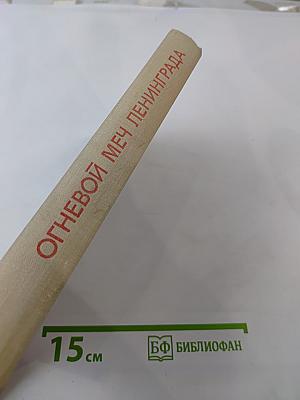 ОГНЕВОЙ МЕЧ ЛЕНИНГРАДА
15 см
БФ БИБЛИОФАН